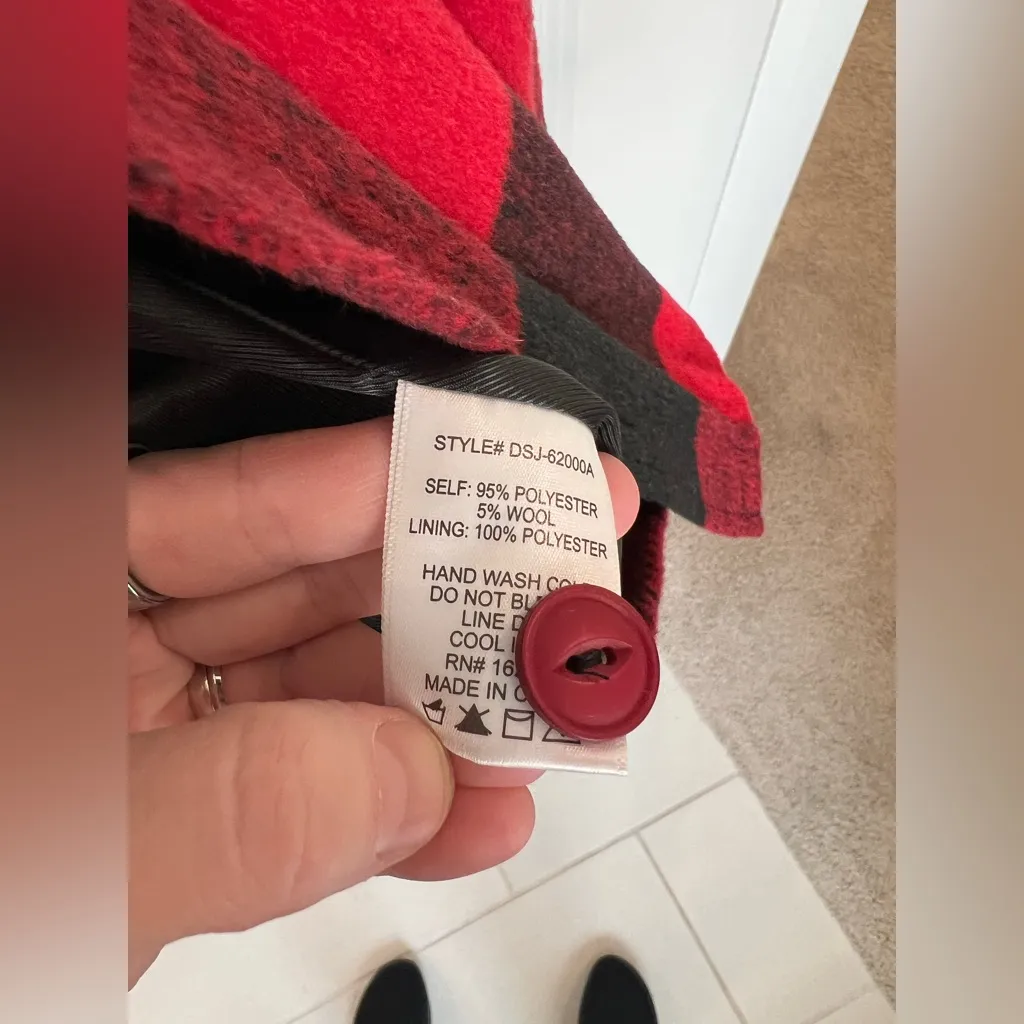 STYLE# DSJ-62000A
SELF: 95% POLYESTER
5% WOOL
LINING: 100% POLYESTER
HAND WASH
DO NOT
LINE
COOL
RN#
MADE IN